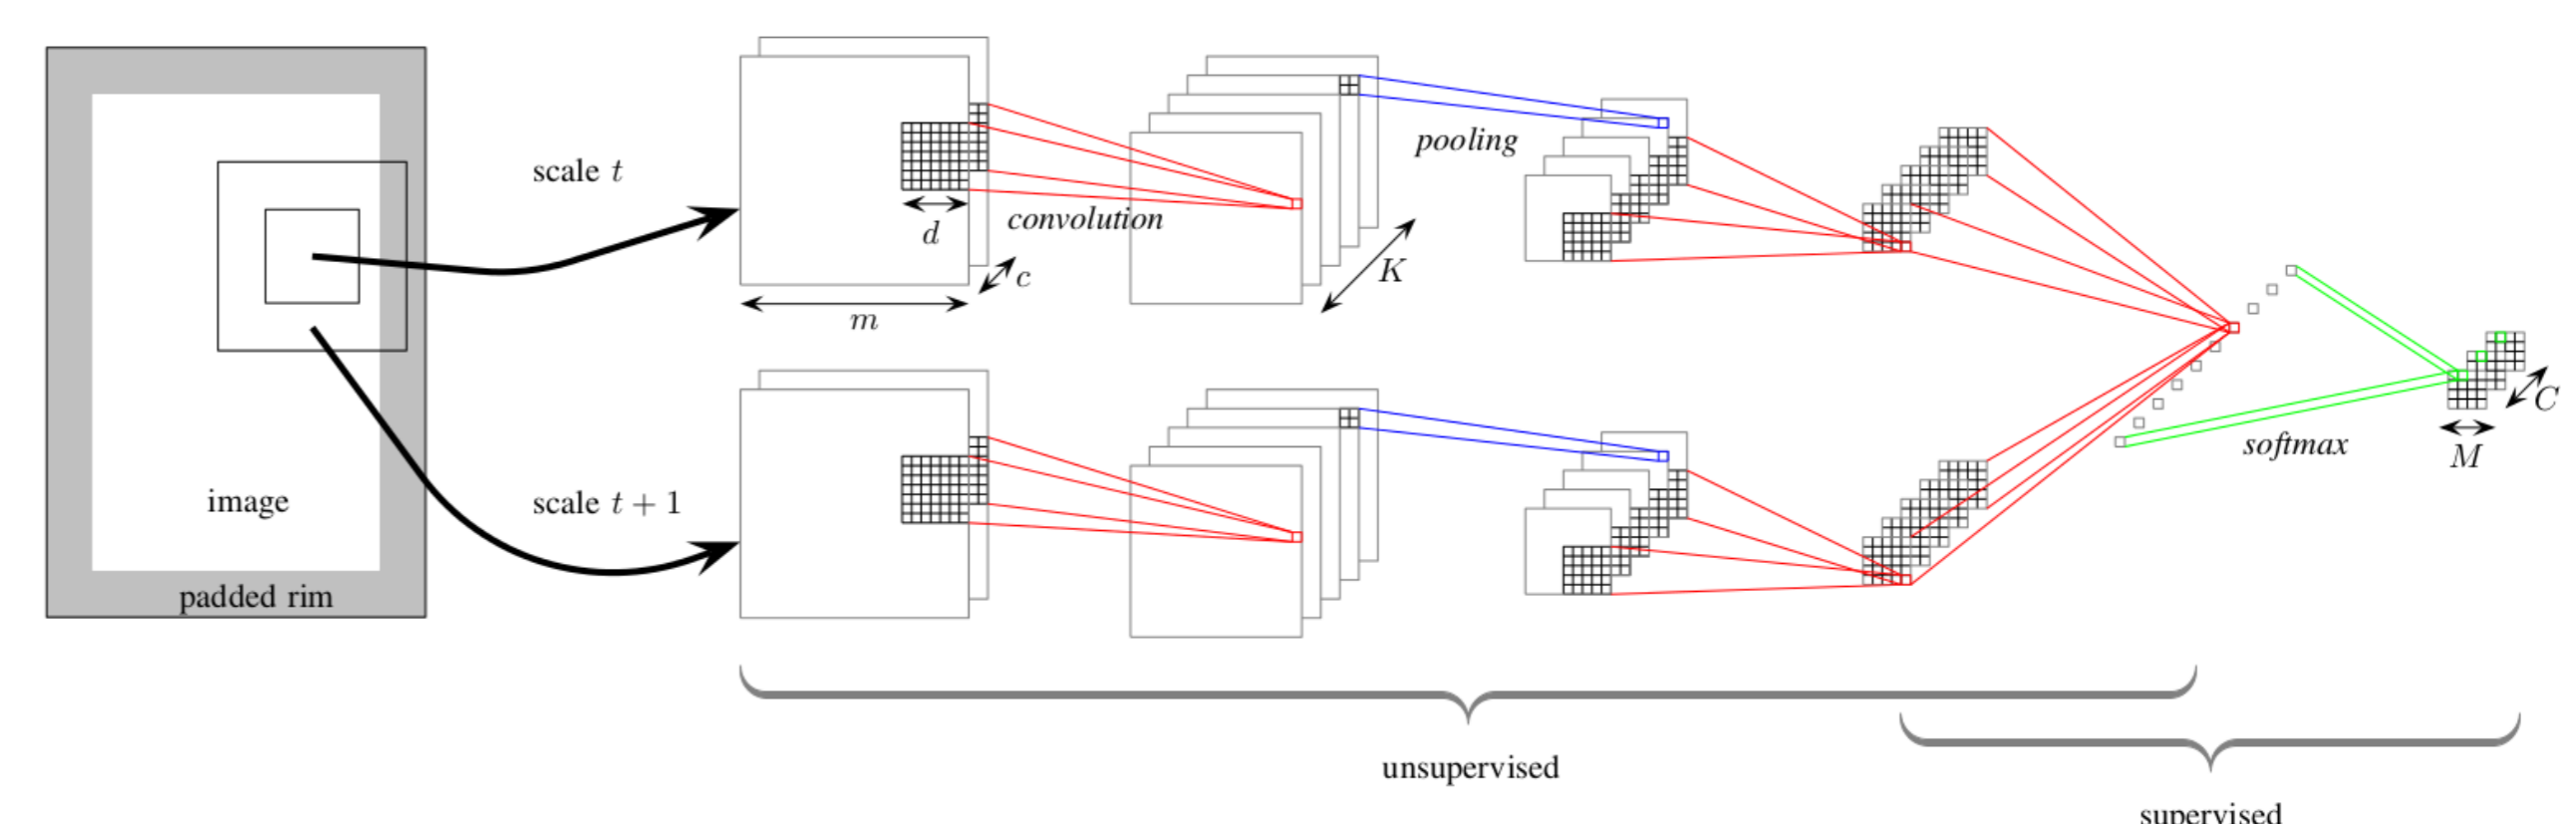 scale t
d
convolution
c
m
K
pooling
image
padded rim
scale t + 1
softmax
M
C
unsupervised
supervised